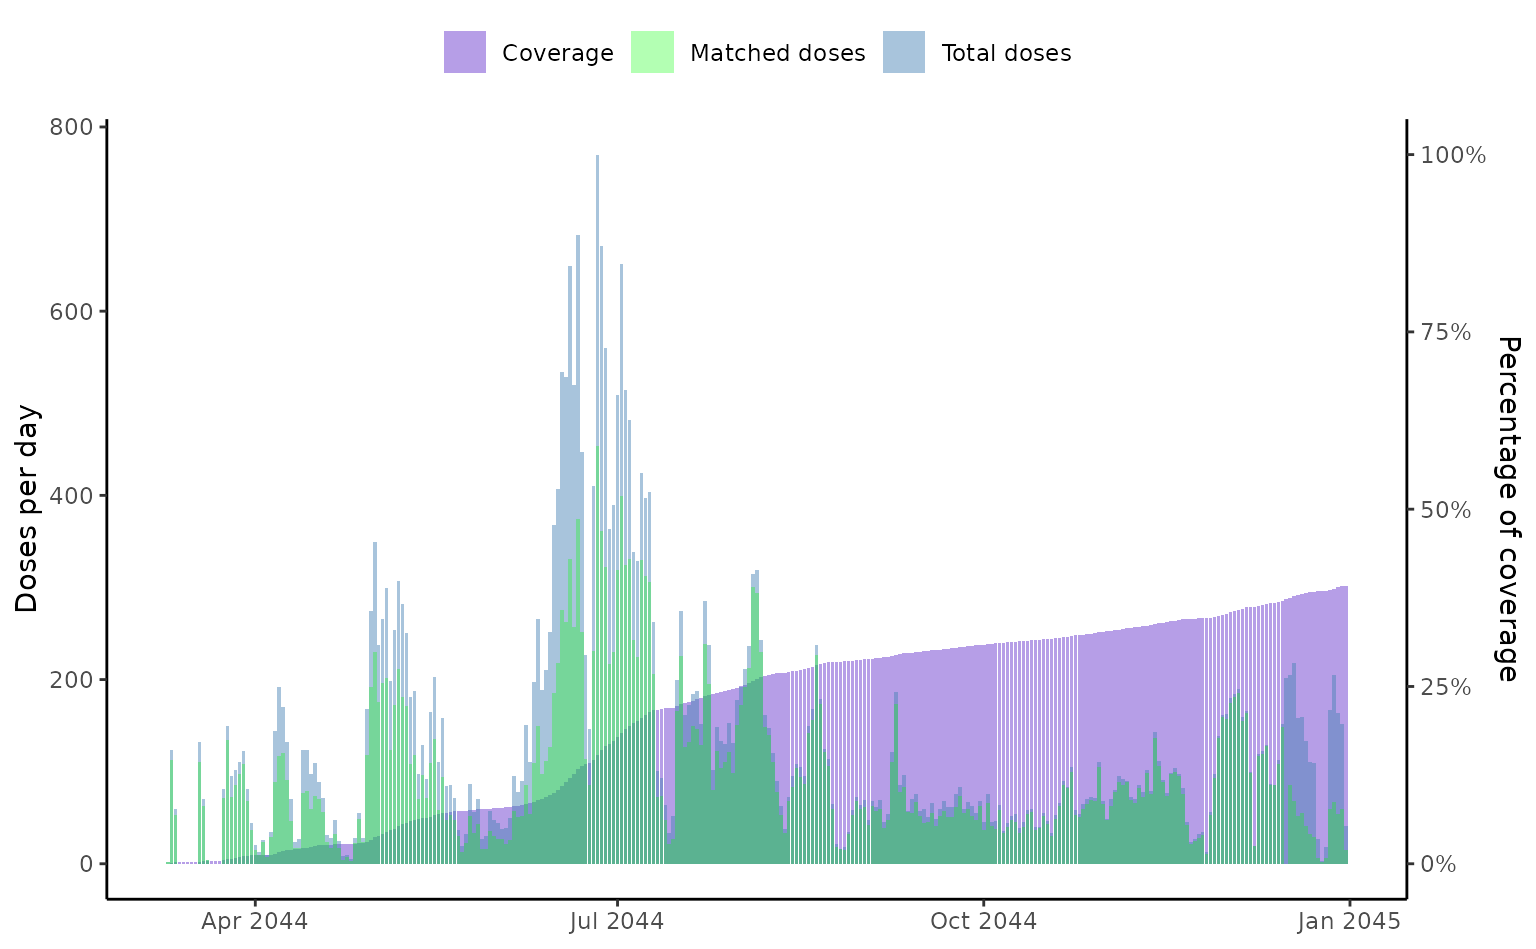 Coverage Matched doses Total doses
800
600
400
200
0
Doses per day
100%
75%
50%
25%
0%
Percentage of coverage
Apr 2044 Jul 2044 Oct 2044 Jan 2045